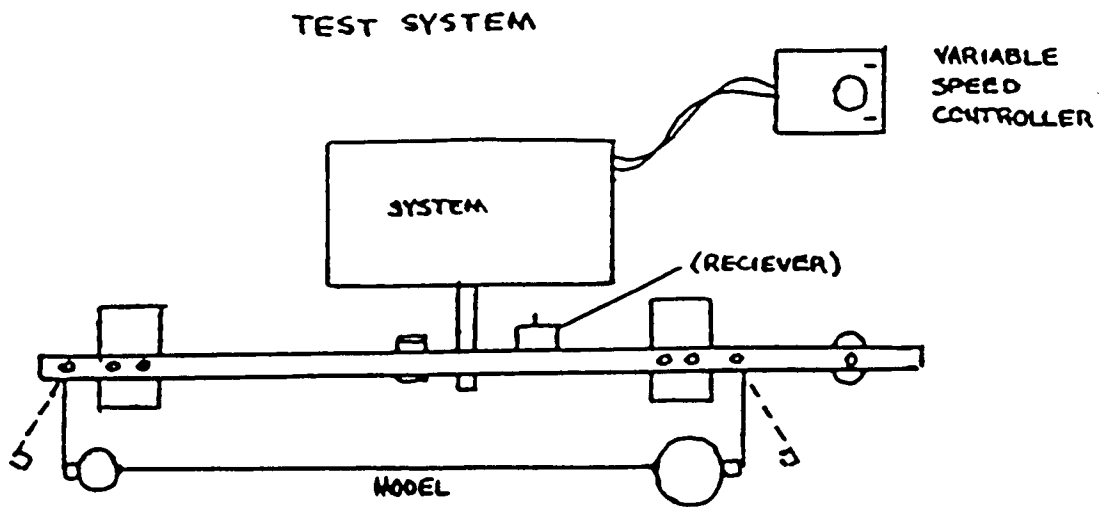 TEST SYSTEM
VARIABLE
SPEED
CONTROLLER
SYSTEM
(RECIEVER)
MODEL